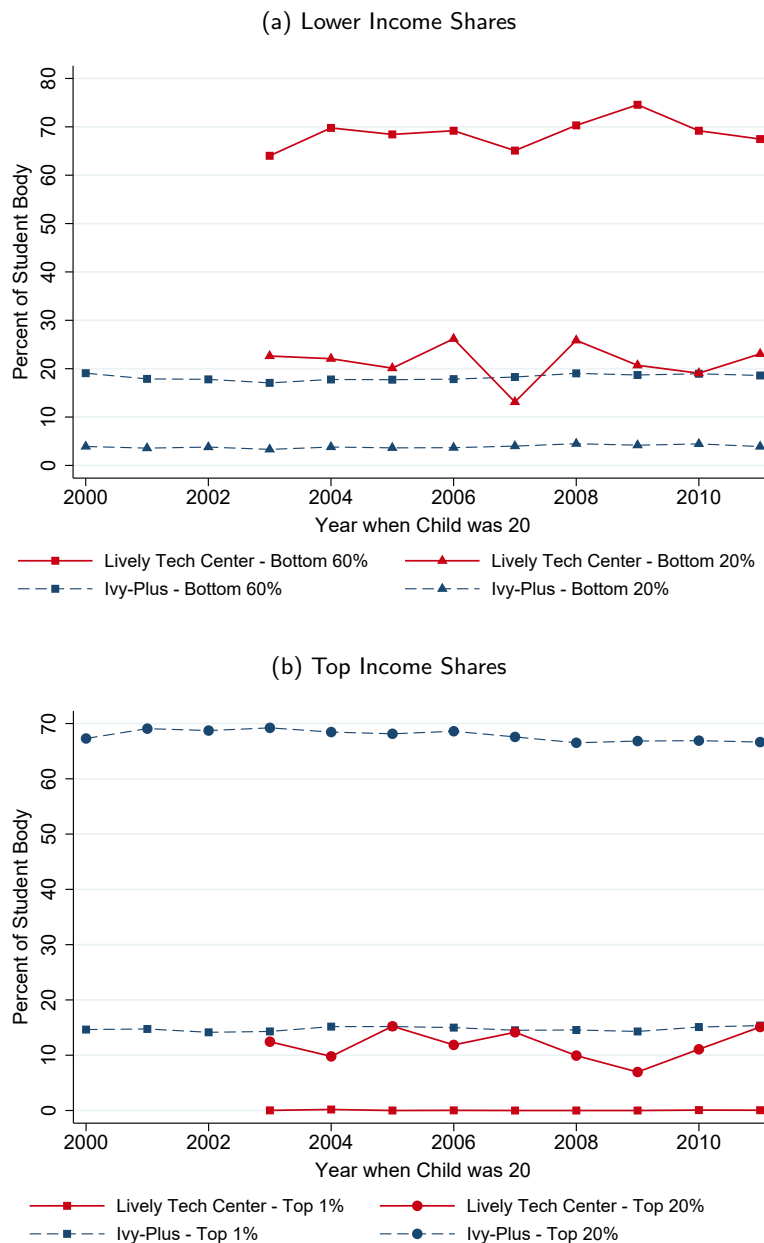 (a) Lower Income Shares
80
70
60
50
40
30
20
10
0
Percent of Student Body
2000 2002 2004 2006 2008 2010
Year when Child was 20
Lively Tech Center - Bottom 60% Lively Tech Center - Bottom 20%
Ivy-Plus - Bottom 60% Ivy-Plus - Bottom 20%
(b) Top Income Shares
70
60
50
40
30
20
10
0
Percent of Student Body
2000 2002 2004 2006 2008 2010
Year when Child was 20
Lively Tech Center - Top 1% Lively Tech Center - Top 20%
Ivy-Plus - Top 1% Ivy-Plus - Top 20%